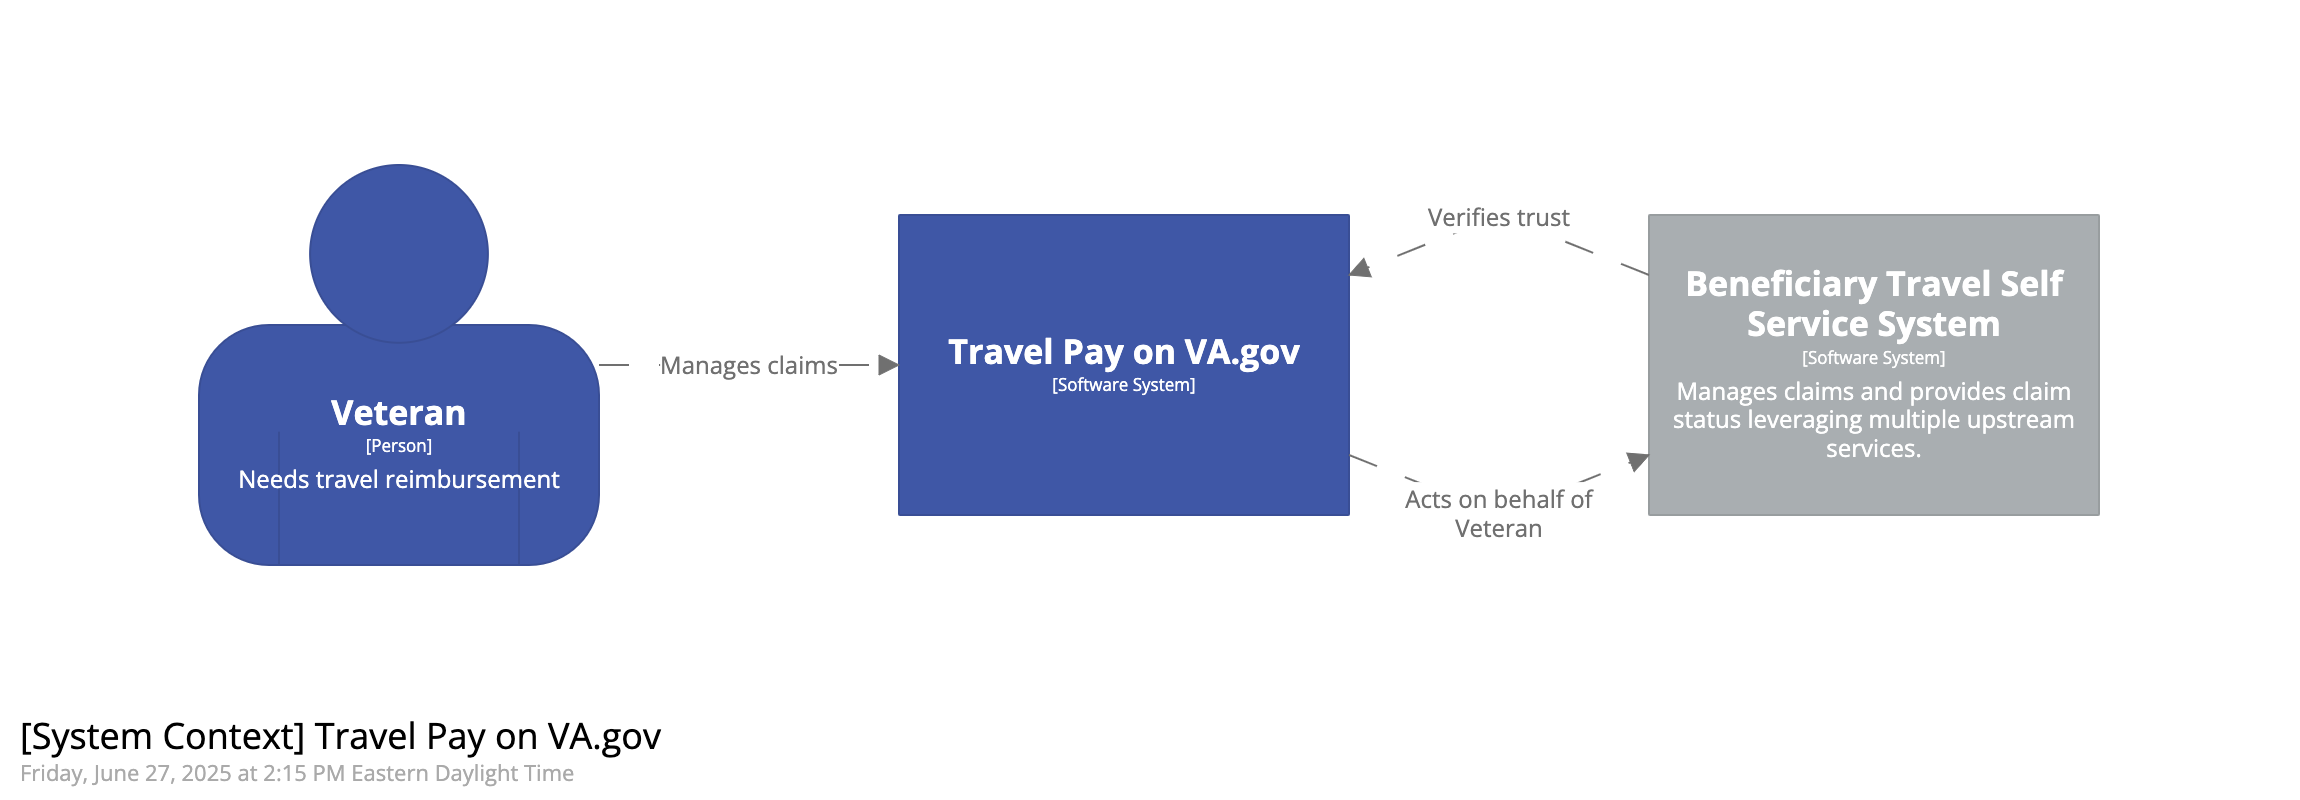 Veteran
[Person]
Needs travel reimbursement
Manages claims
Travel Pay on VA.gov
[Software System]
Verifies trust
Acts on behalf of
Veteran
Beneficiary Travel Self
Service System
[Software System]
Manages claims and provides claim
status leveraging multiple upstream
services.
[System Context] Travel Pay on VA.gov
Friday, June 27, 2025 at 2:15 PM Eastern Daylight Time